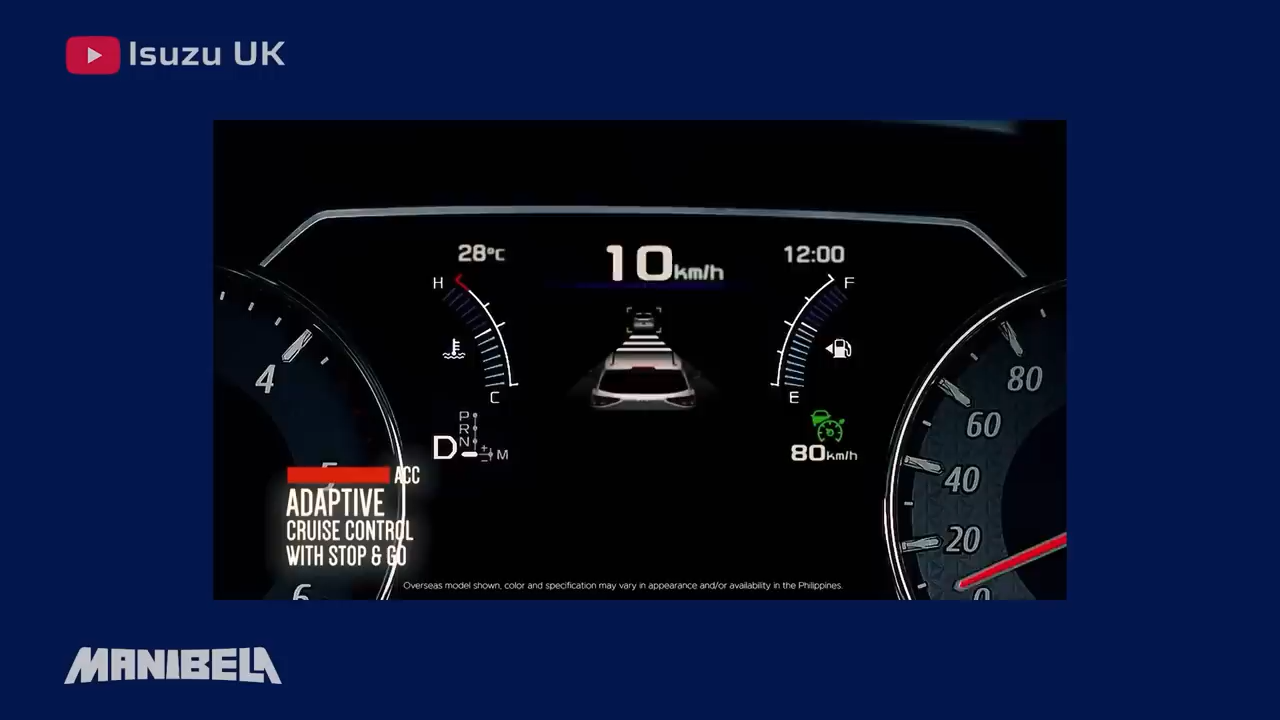 Isuzu UK
28°C
10km/h
12:00
H
F
C
E
P
R
N
D
M
80km/h
4
5
6
80
60
40
20
0
ACC
ADAPTIVE
CRUISE CONTROL
WITH STOP & GO
Overseas model shown, color and specification may vary in appearance and/or availability in the Philippines.
MANIBELA